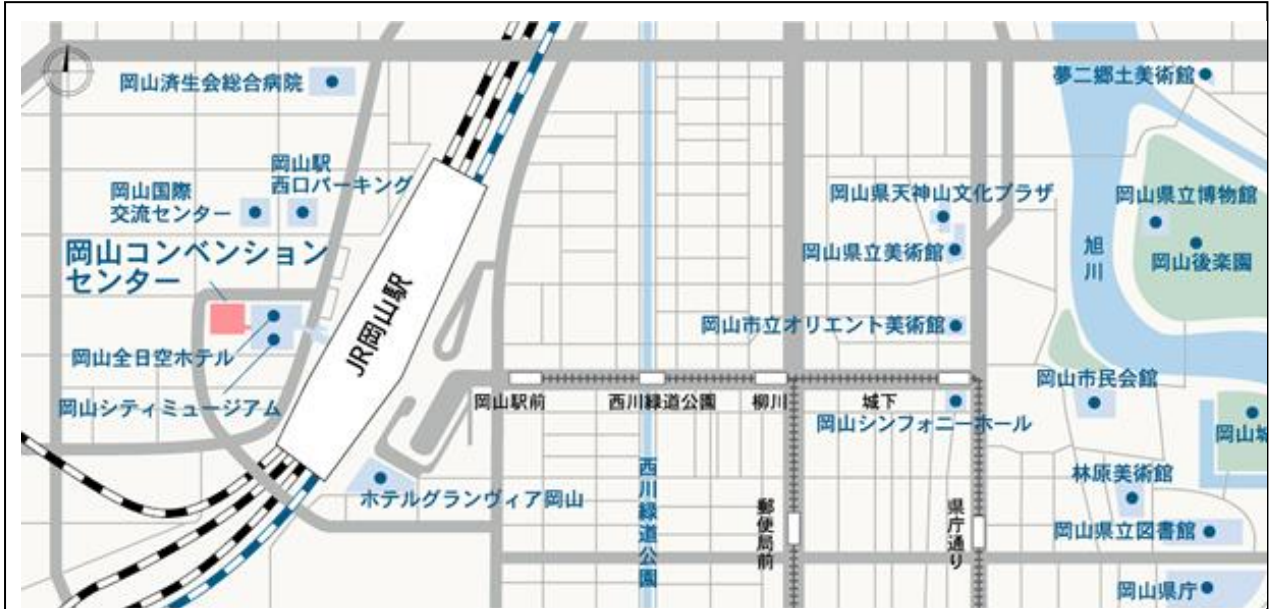 岡山済生会総合病院
夢二郷土美術館
岡山駅
西口パーキング
岡山国際
交流センター
岡山県天神山文化プラザ
岡山県立博物館
岡山コンベンション
センター
岡山県立美術館
旭川
岡山後楽園
JR岡山駅
岡山市立オリエント美術館
岡山全日空ホテル
岡山シティミュージアム
岡山駅前
西川緑道公園
柳川
城下
岡山市民会館
岡山シンフォニーホール
岡山城
西川緑道公園
林原美術館
ホテルグランヴィア岡山
郵便局前
県庁通り
岡山県立図書館
岡山県庁